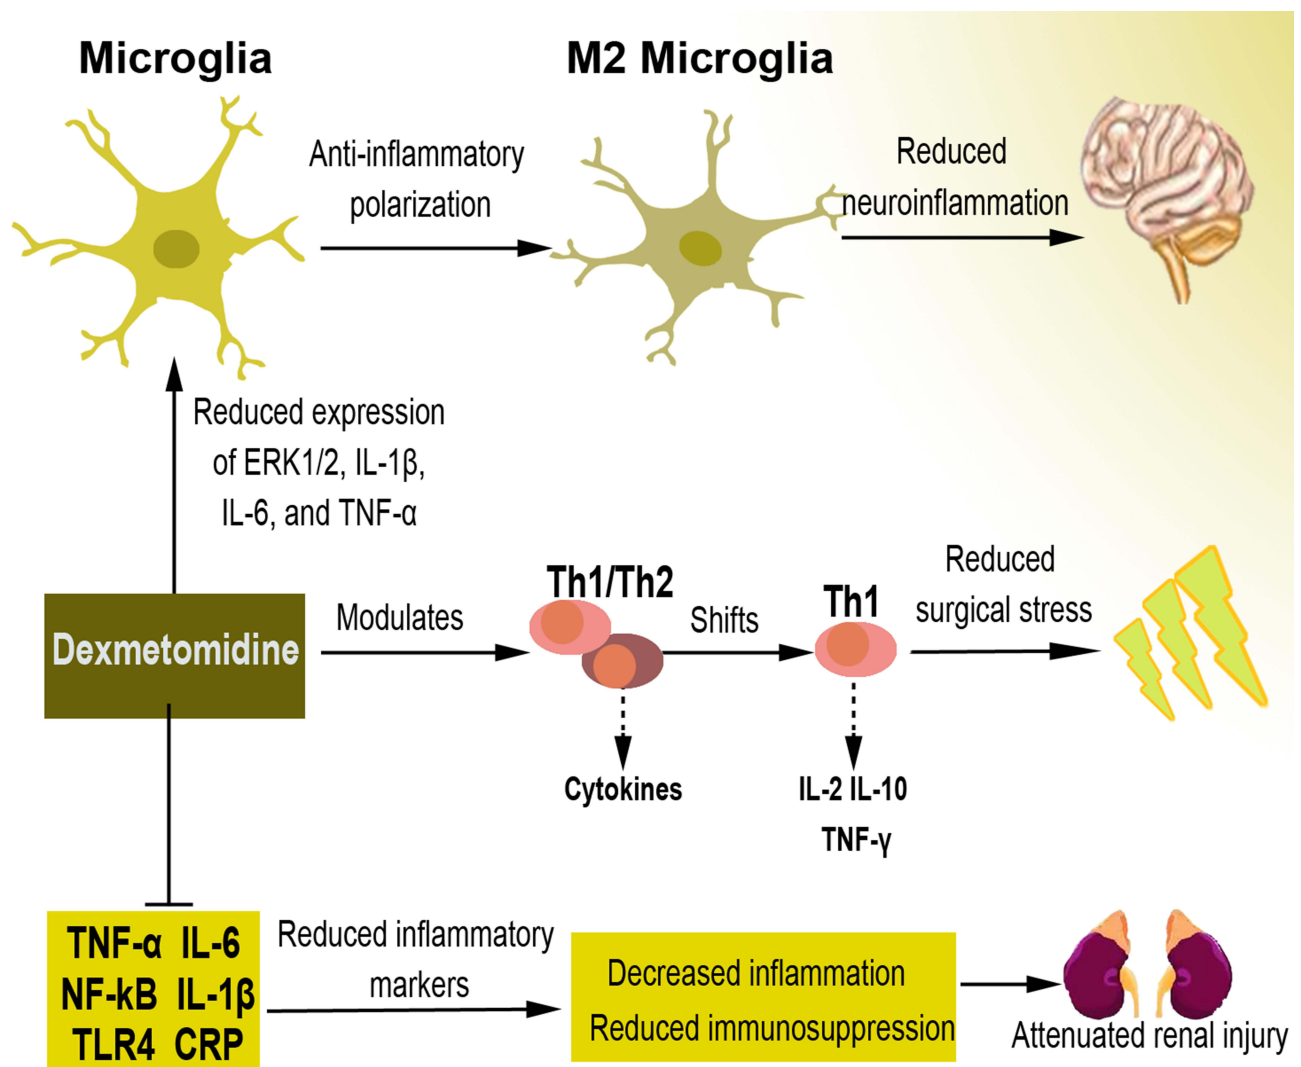 Microglia
M2 Microglia
Anti-inflammatory
polarization
Reduced
neuroinflammation
Reduced expression
of ERK1/2, IL-1β,
IL-6, and TNF-α
Dexmetomidine
Modulates
Th1/Th2
Shifts
Th1
Reduced
surgical stress
Cytokines
IL-2 IL-10
TNF-γ
TNF-α IL-6
NF-kB IL-1β
TLR4 CRP
Reduced inflammatory
markers
Decreased inflammation
Reduced immunosuppression
Attenuated renal injury